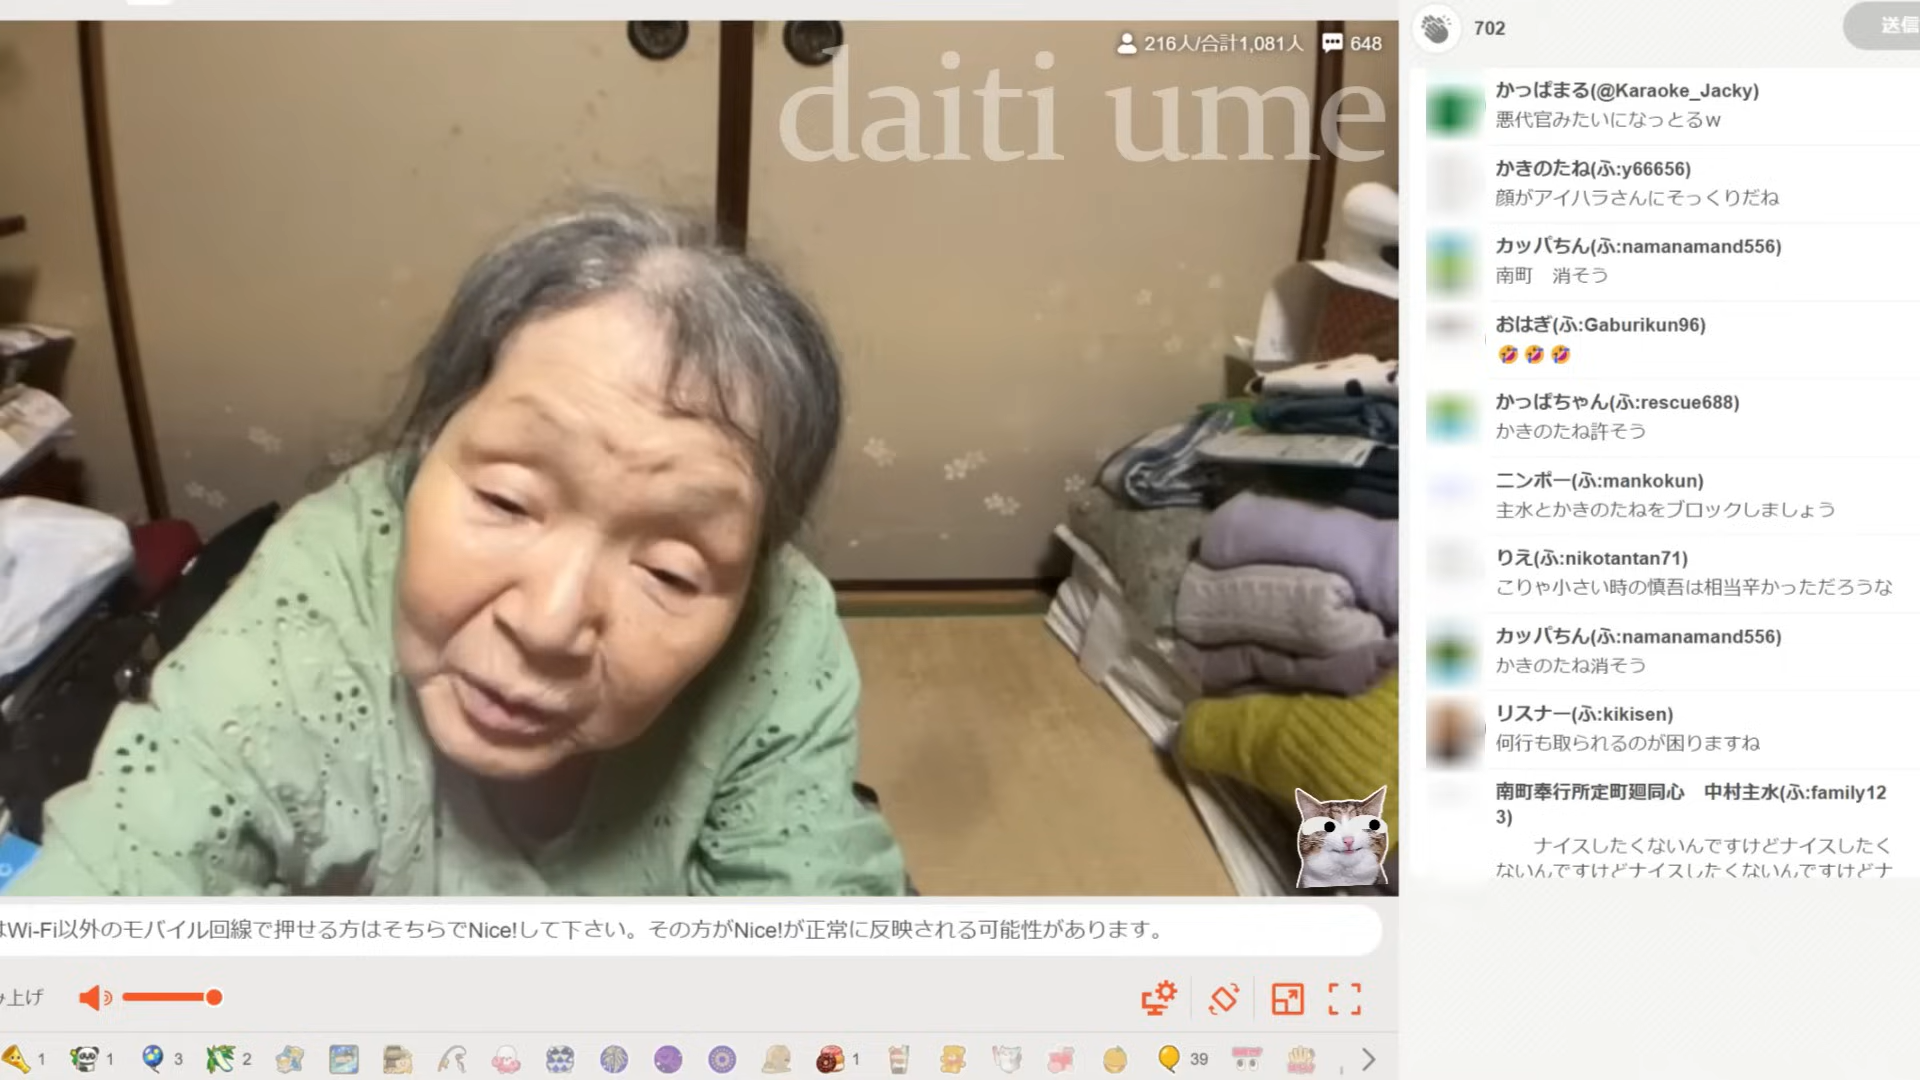 216人/合計1,081人 648
daiti ume
702
送信
かっぱまる(@Karaoke_Jacky)
悪代官みたいになっとるw
かきのたね(ふ:y66656)
顔がアイハラさんにそっくりだね
カッパちん(ふ:namanamand556)
南町　消そう
おはぎ(ふ:Gaburikun96)
🤣🤣🤣
かっぱちゃん(ふ:rescue688)
かきのたね許そう
ニンポー(ふ:mankokun)
主水とかきのたねをブロックしましょう
りえ(ふ:nikotantan71)
こりゃ小さい時の慎吾は相当辛かっただろうな
カッパちん(ふ:namanamand556)
かきのたね消そう
リスナー(ふ:kikisen)
何行も取られるのが困りますね
南町奉行所定町廻同心　中村主水(ふ:family12
3)
ナイスしたくないんですけどナイスしたく
ないんですけどナイスしたくないんですけどナ
はWi-Fi以外のモバイル回線で押せる方はそちらでNice!して下さい。その方がNice!が正常に反映される可能性があります。
み上げ
1 1 3 2 1 39